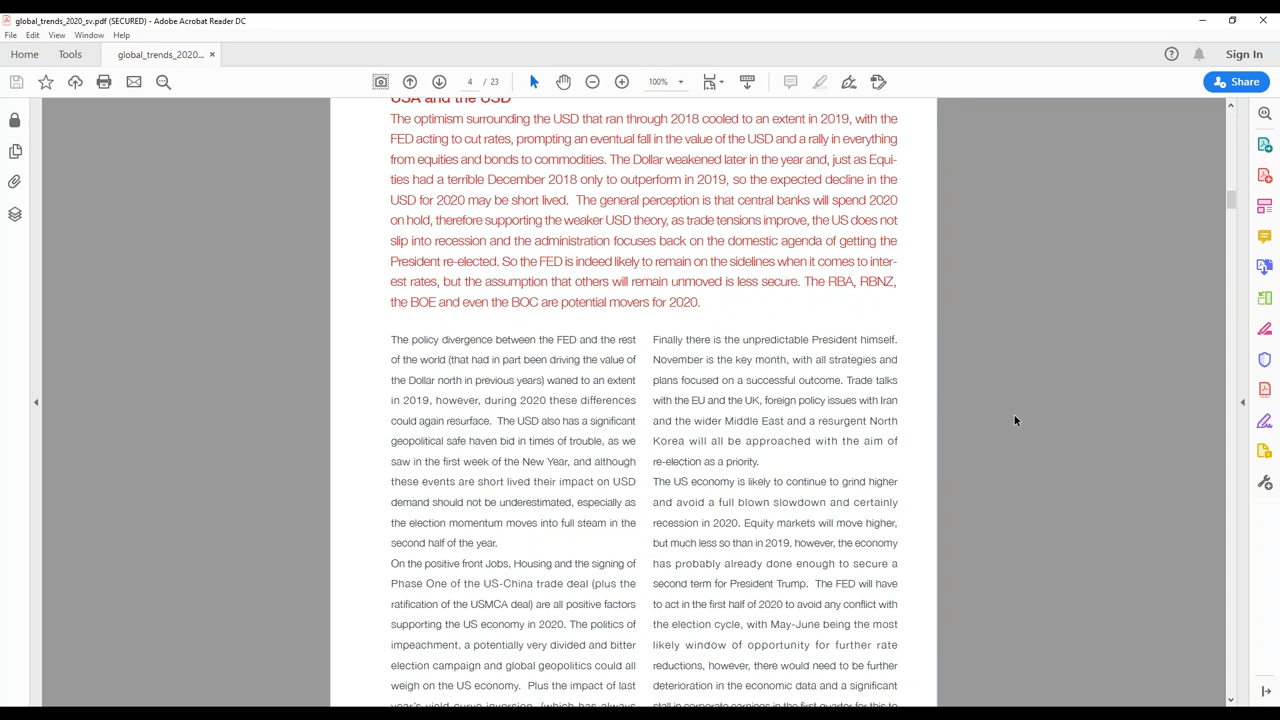 global_trends_2020_sv.pdf (SECURED) - Adobe Acrobat Reader DC
File Edit View Window Help
Home Tools global_trends_2020... × Sign In
4 / 23 100% Share
USA and the USD
The optimism surrounding the USD that ran through 2018 cooled to an extent in 2019, with the
FED acting to cut rates, prompting an eventual fall in the value of the USD and a rally in everything
from equities and bonds to commodities. The Dollar weakened later in the year and, just as Equi-
ties had a terrible December 2018 only to outperform in 2019, so the expected decline in the
USD for 2020 may be short lived. The general perception is that central banks will spend 2020
on hold, therefore supporting the weaker USD theory, as trade tensions improve, the US does not
slip into recession and the administration focuses back on the domestic agenda of getting the
President re-elected. So the FED is indeed likely to remain on the sidelines when it comes to inter-
est rates, but the assumption that others will remain unmoved is less secure. The RBA, RBNZ,
the BOE and even the BOC are potential movers for 2020.
The policy divergence between the FED and the rest
of the world (that had in part been driving the value of
the Dollar north in previous years) waned to an extent
in 2019, however, during 2020 these differences
could again resurface. The USD also has a significant
geopolitical safe haven bid in times of trouble, as we
saw in the first week of the New Year, and although
these events are short lived their impact on USD
demand should not be underestimated, especially as
the election momentum moves into full steam in the
second half of the year.
On the positive front Jobs, Housing and the signing of
Phase One of the US-China trade deal (plus the
ratification of the USMCA deal) are all positive factors
supporting the US economy in 2020. The politics of
impeachment, a potentially very divided and bitter
election campaign and global geopolitics could all
weigh on the US economy. Plus the impact of last
year's yield curve inversion, (which has always
Finally there is the unpredictable President himself.
November is the key month, with all strategies and
plans focused on a successful outcome. Trade talks
with the EU and the UK, foreign policy issues with Iran
and the wider Middle East and a resurgent North
Korea will all be approached with the aim of
re-election as a priority.
The US economy is likely to continue to grind higher
and avoid a full blown slowdown and certainly
recession in 2020. Equity markets will move higher,
but much less so than in 2019, however, the economy
has probably already done enough to secure a
second term for President Trump. The FED will have
to act in the first half of 2020 to avoid any conflict with
the election cycle, with May-June being the most
likely window of opportunity for further rate
reductions, however, there would need to be further
deterioration in the economic data and a significant
stall in corporate earnings in the first quarter for this to